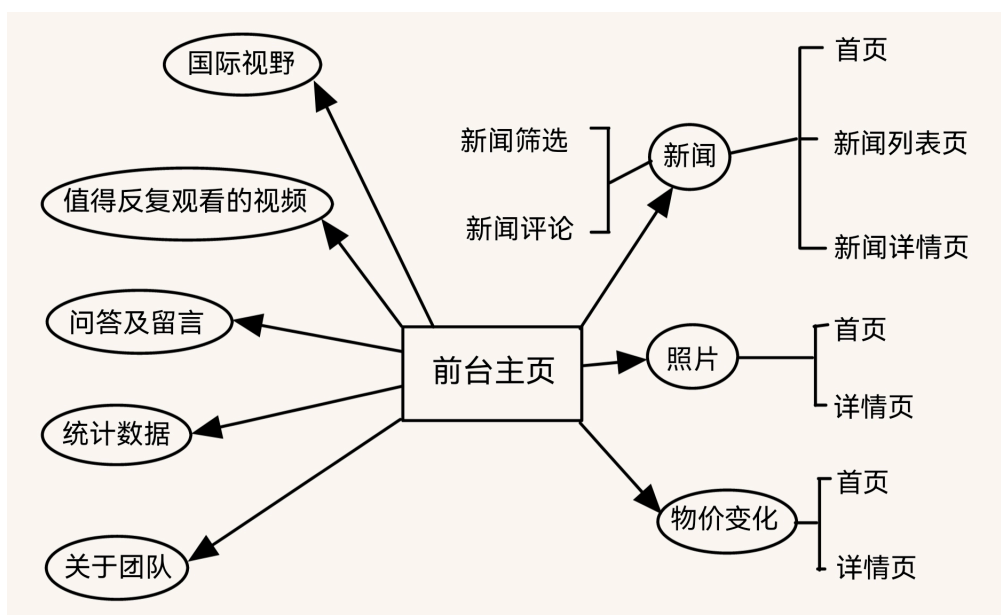 国际视野
值得反复观看的视频
问答及留言
统计数据
关于团队
前台主页
新闻筛选
新闻评论
新闻
首页
新闻列表页
新闻详情页
照片
首页
详情页
物价变化
首页
详情页